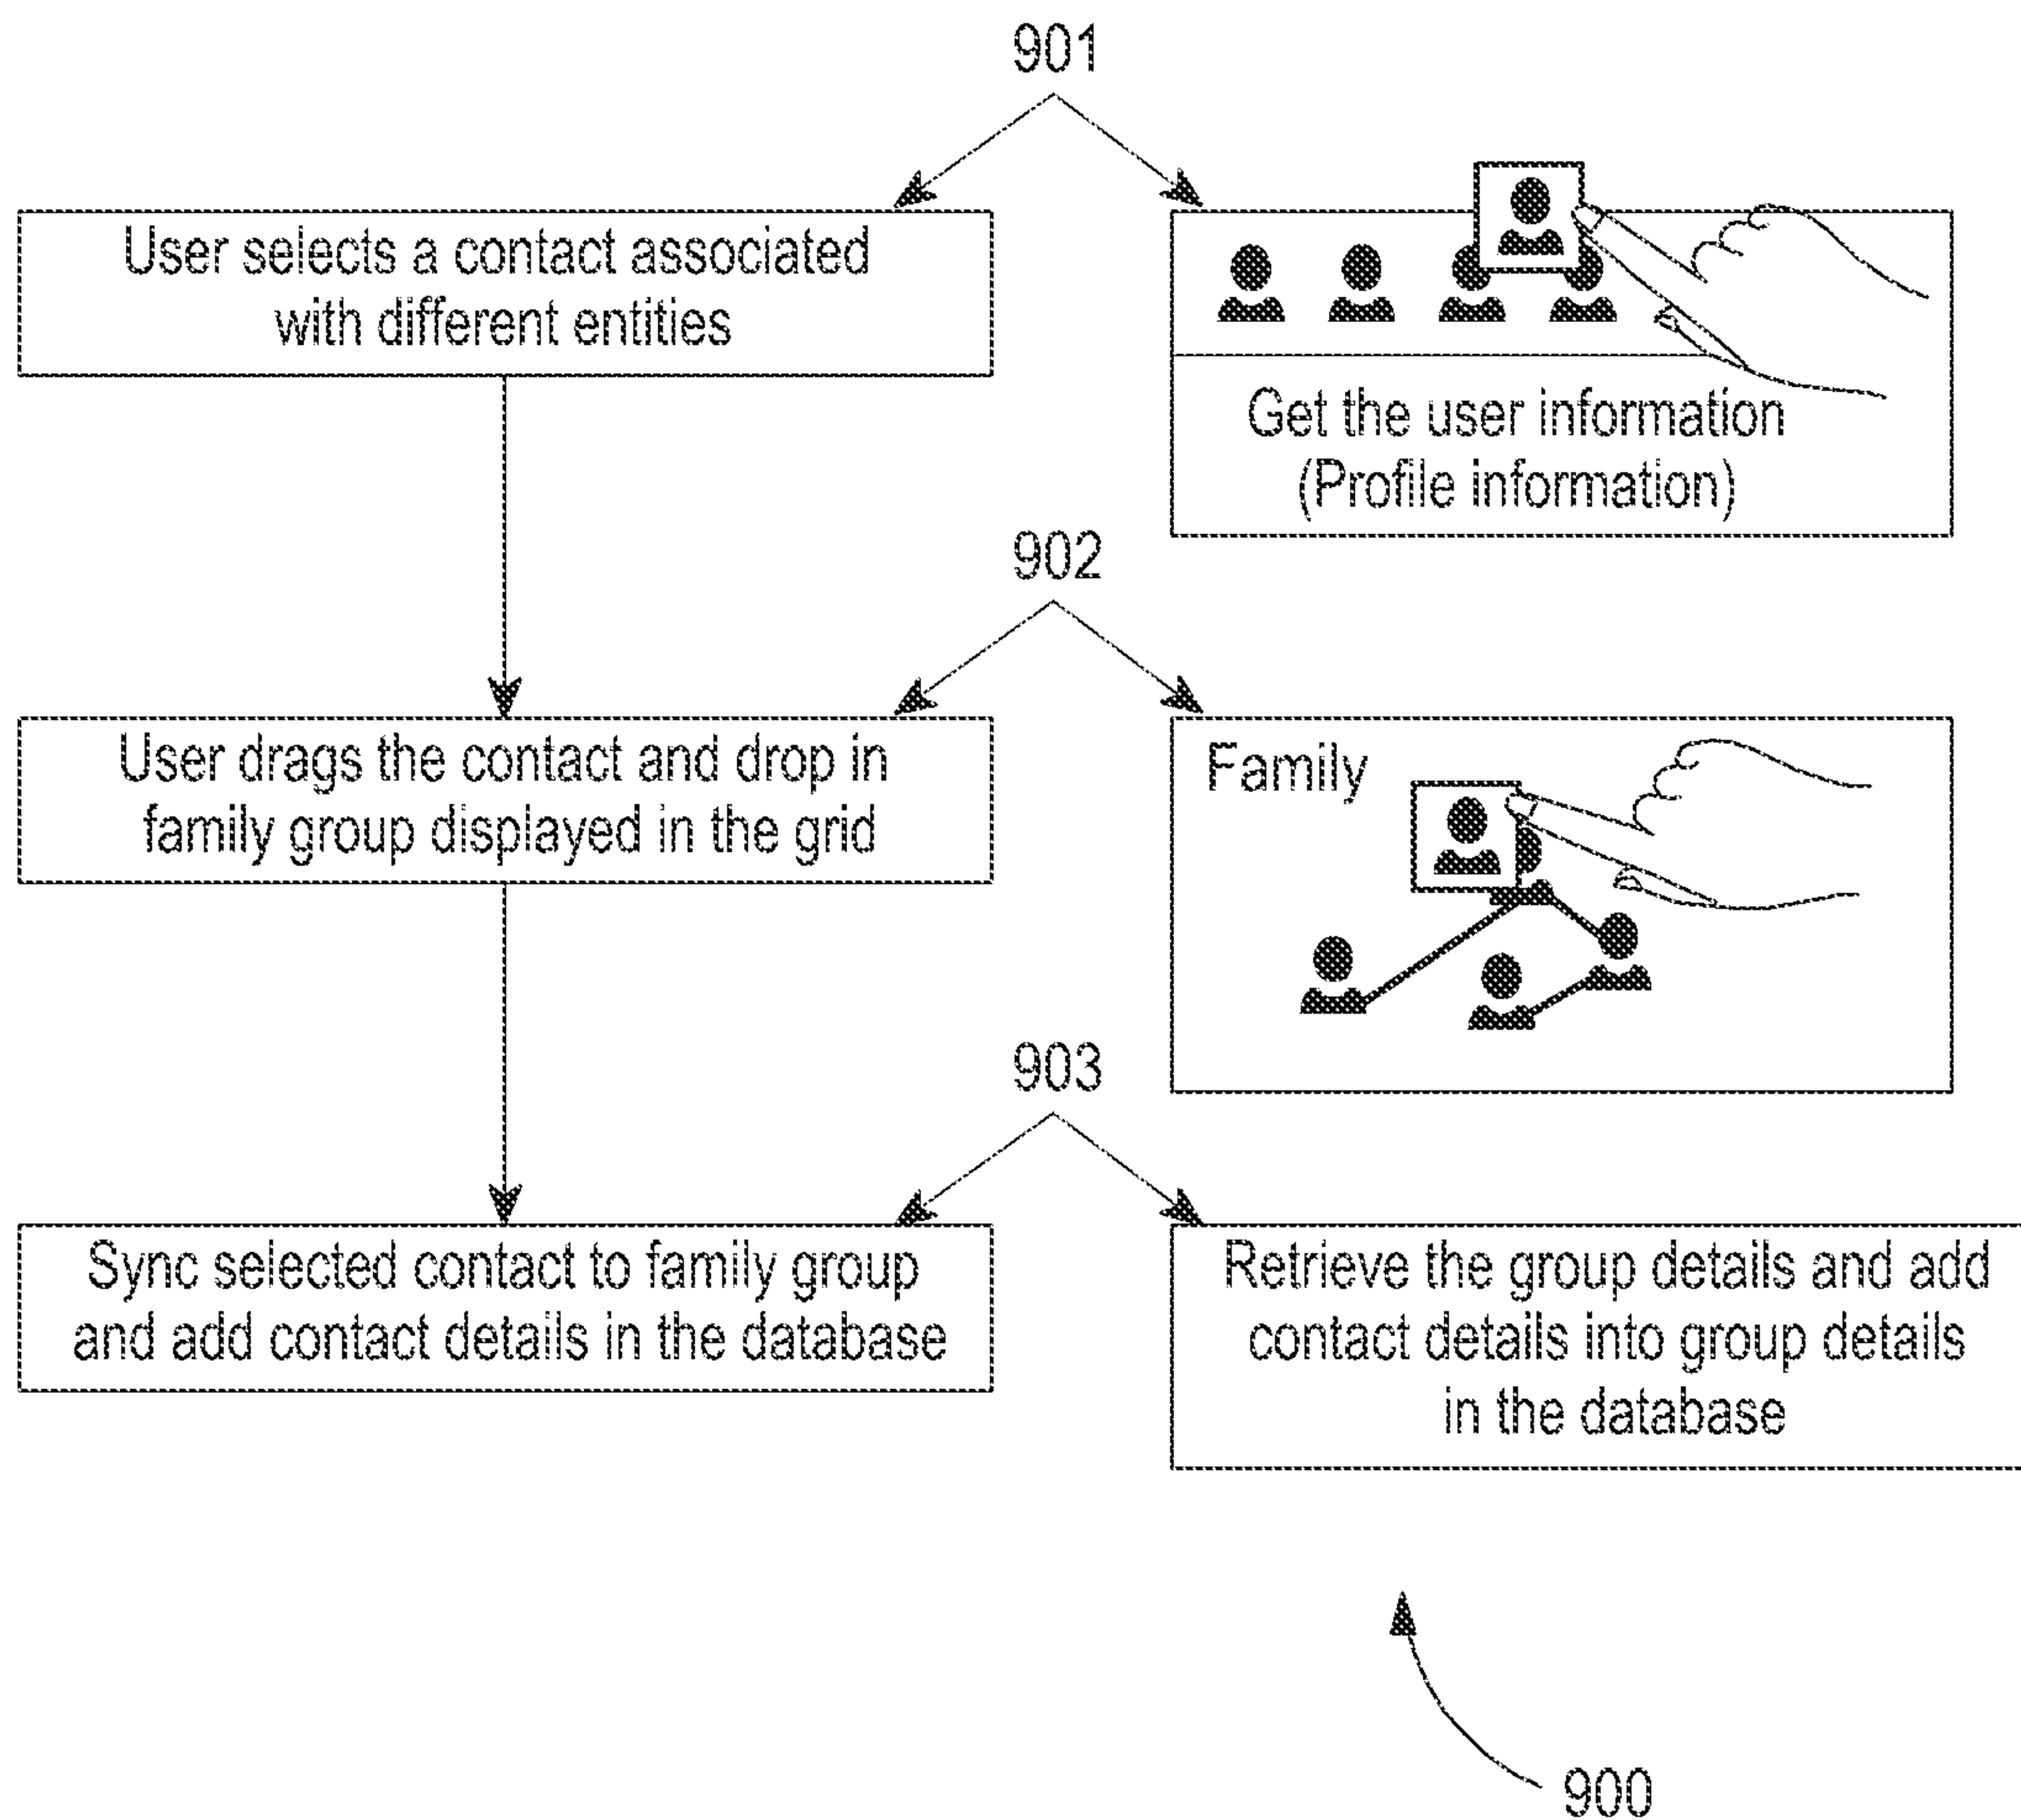 901
User selects a contact associated
with different entities
Get the user information
(Profile information)
902
User drags the contact and drop in
family group displayed in the grid
Family
903
Sync selected contact to family group
and add contact details in the database
Retrieve the group details and add
contact details into group details
in the database
900